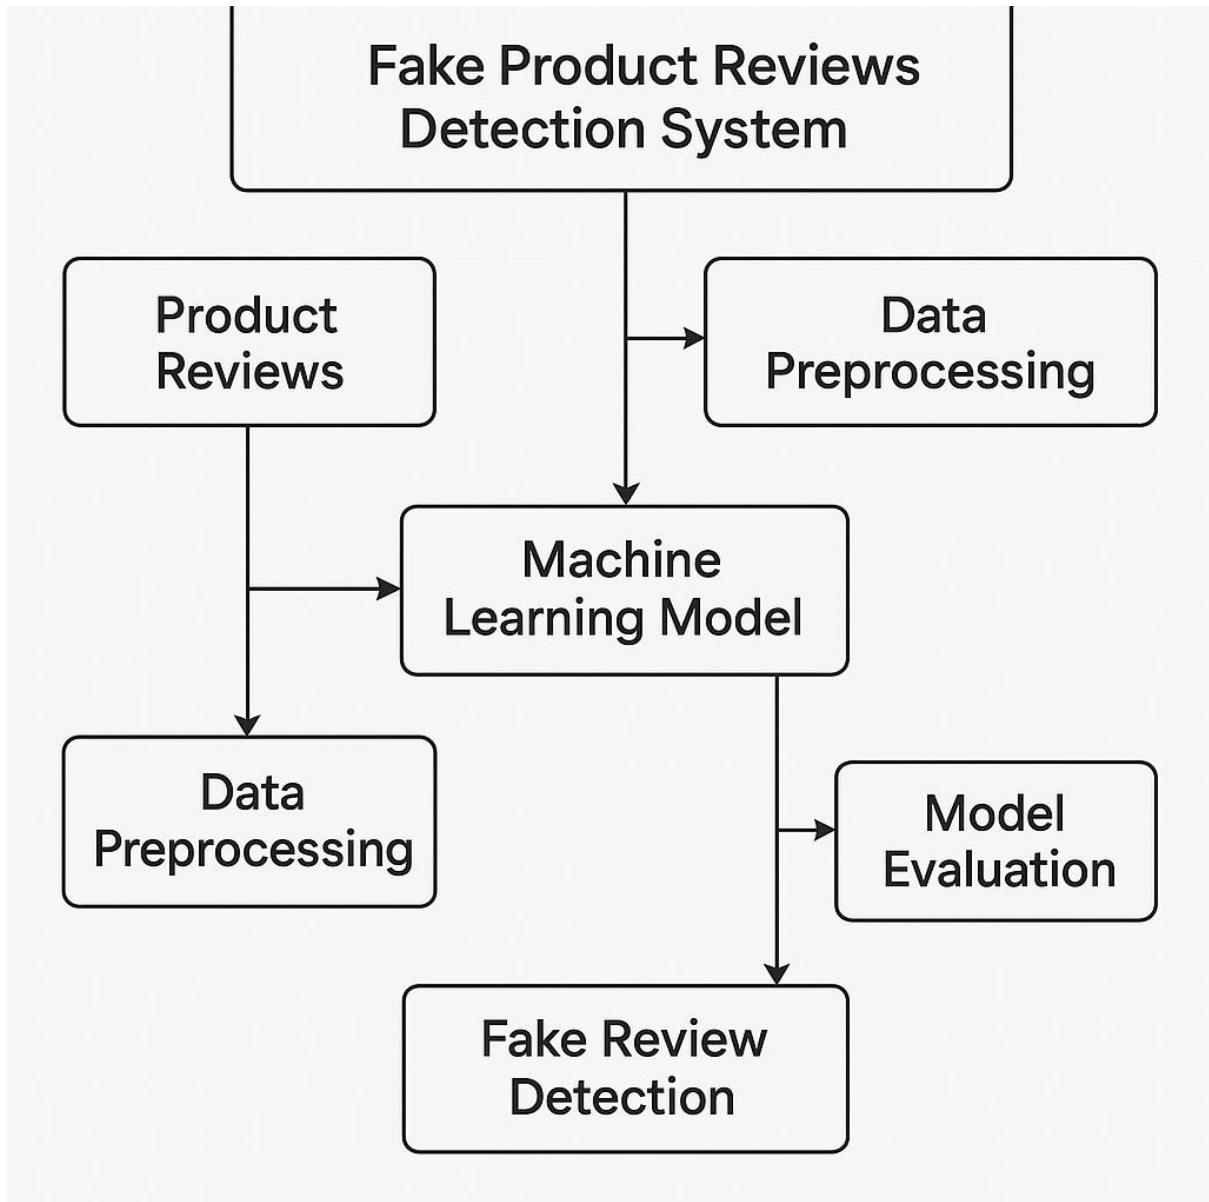 Fake Product Reviews
Detection System
Product
Reviews
Data
Preprocessing
Machine
Learning Model
Data
Preprocessing
Model
Evaluation
Fake Review
Detection